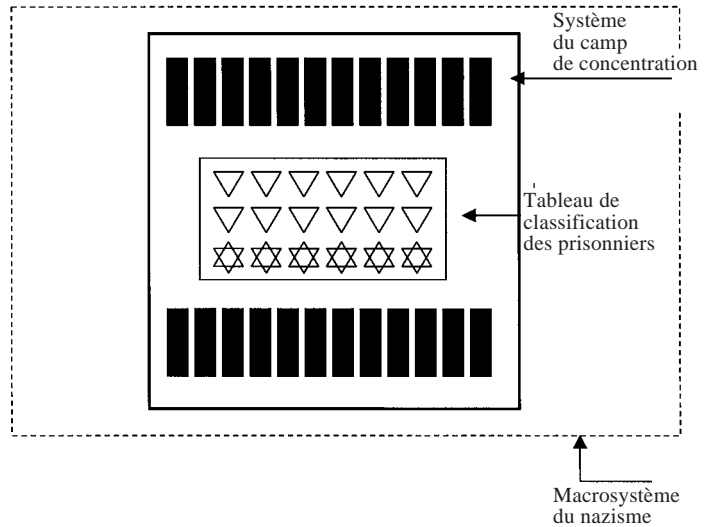 Système
du camp
de concentration
Tableau de
classification
des prisonniers
Macrosystème
du nazisme